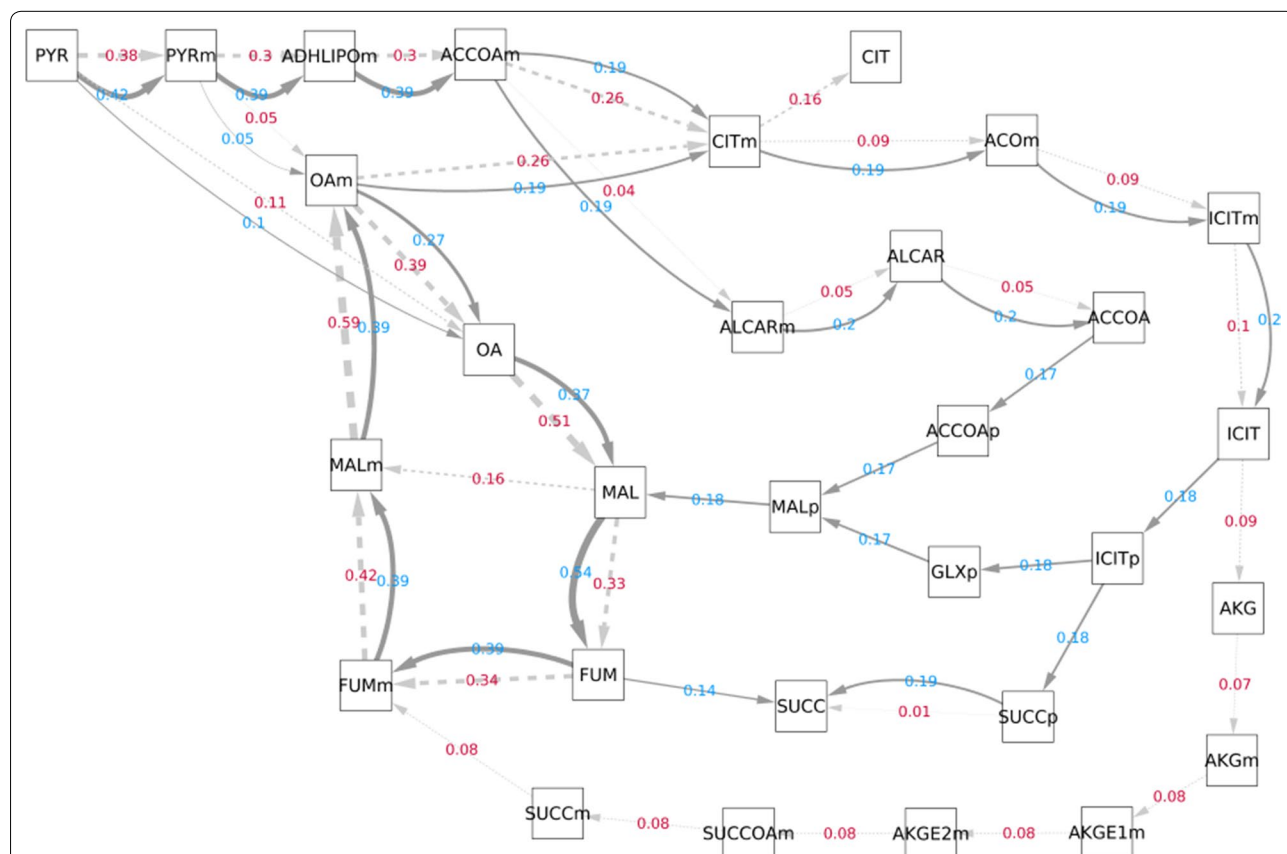 PYR 0.38 PYRm 0.3 ADHLIPOm 0.3 ACCOAm CIT
0.42 0.39 0.39 0.19
0.26 0.16
0.05
0.05 CITm 0.09 ACOm
OAm 0.26 0.19 0.19 0.09
0.11 0.04 0.19 0.19
0.1 ICITm
0.27 ALCAR
0.39 0.05 0.05
0.59 0.39 ALCARm 0.2 0.2 ACCOA 0.1 0.2
OA
0.37 0.17
0.51 ACCOAp ICIT
MALm 0.16 0.17
MAL 0.18 MALp 0.18
0.17 0.09
0.42 0.39 0.54 0.33 GLXp 0.18 ICITp
AKG
0.39 0.18
FUMm 0.34 FUM 0.14 0.19 0.07
SUCC 0.01 SUCCp
0.08 AKGm
0.08
SUCCm 0.08 SUCCOAm 0.08 AKGE2m 0.08 AKGE1m